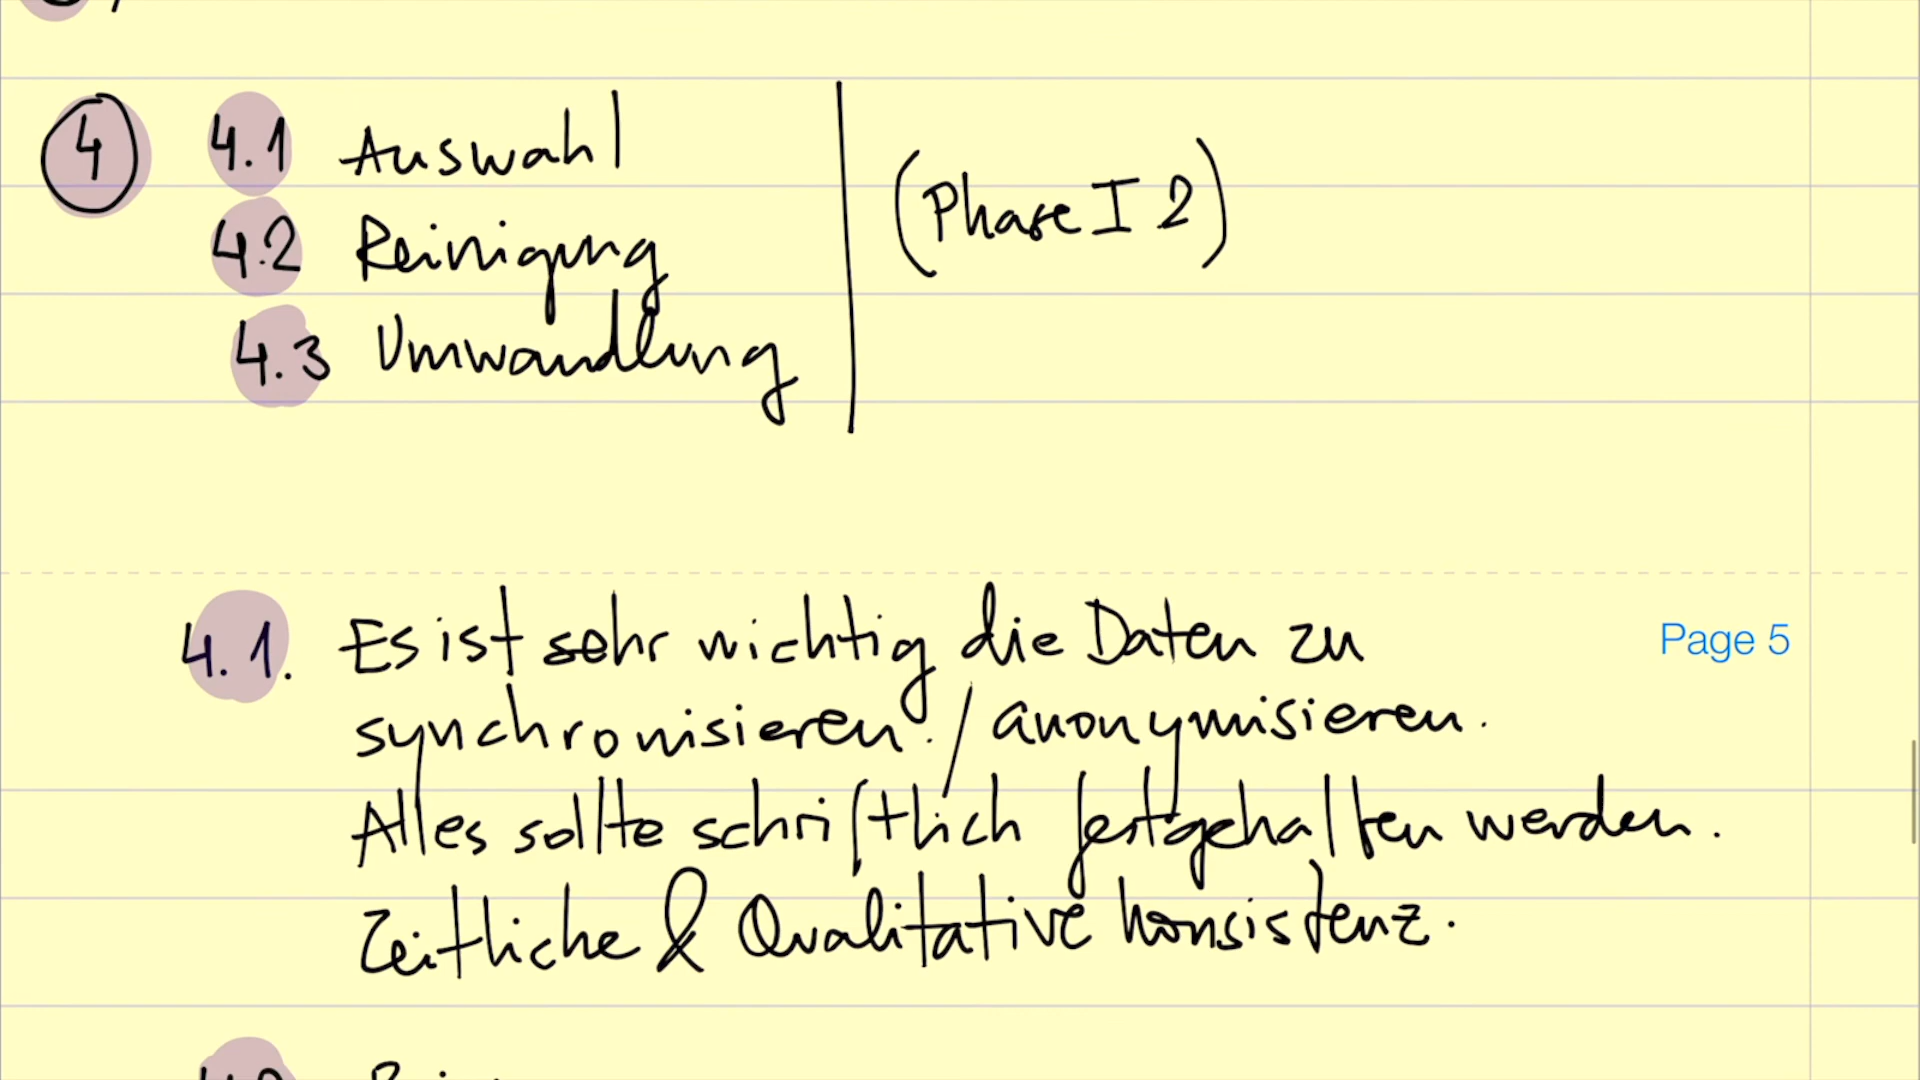 4 4.1 Auswahl
4.2 Reinigung (Phase I 2)
4.3 Umwandlung
4.1. Es ist sehr wichtig die Daten zu Page 5
synchronisieren. / anonymisieren.
Alles sollte schriftlich festgehalten werden.
Zeitliche & Qualitative Konsistenz.